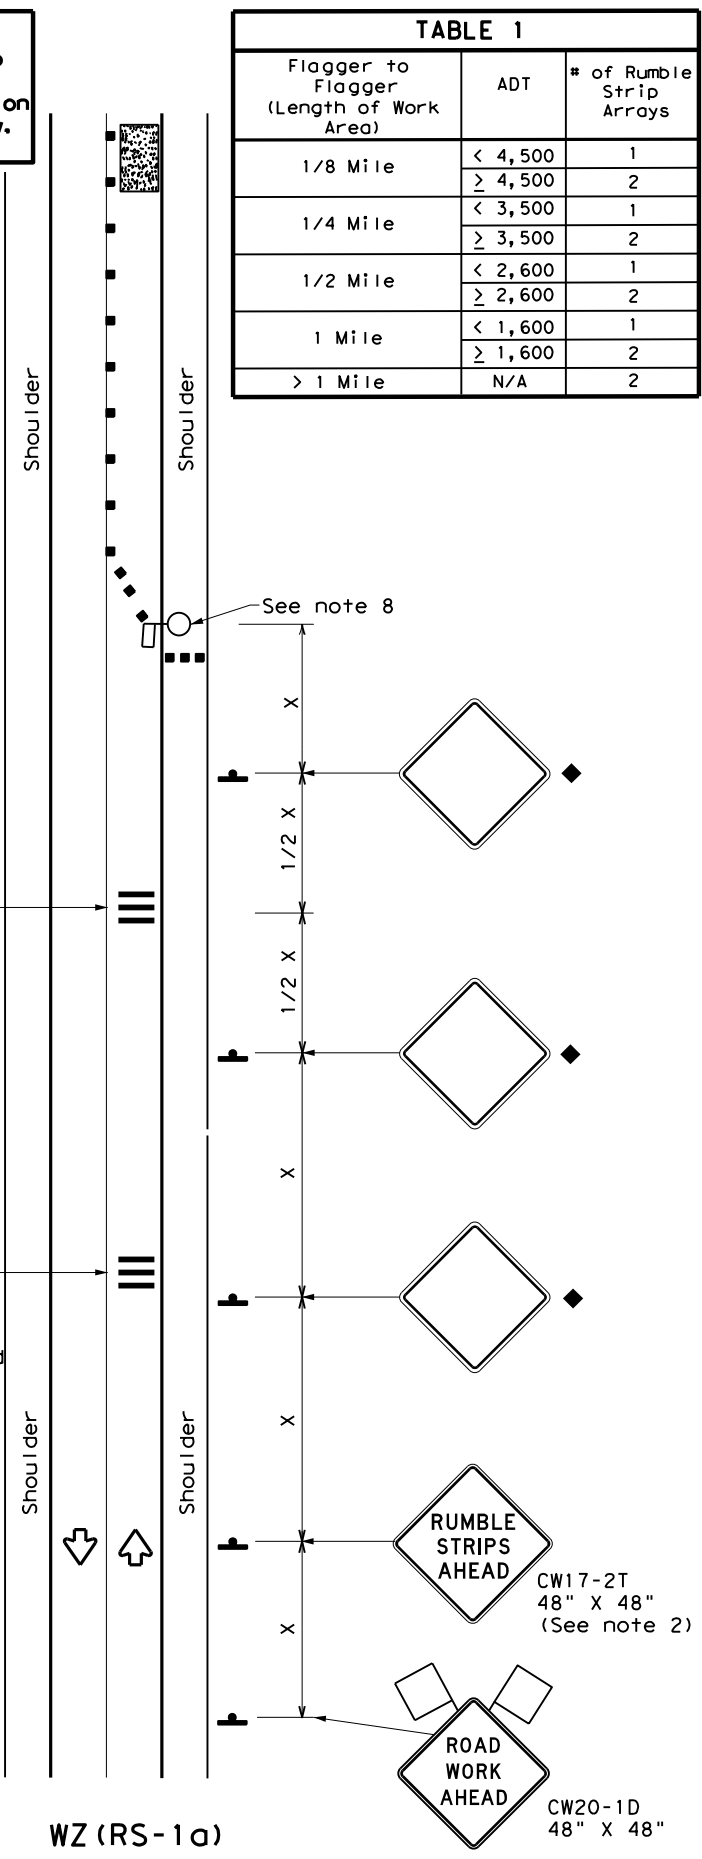 on
TABLE 1
Flagger to
Flagger
(Length of Work
Area)
ADT
# of Rumble
Strip
Arrays
1/8 Mile
< 4,500
1
≥ 4,500
2
1/4 Mile
< 3,500
1
≥ 3,500
2
1/2 Mile
< 2,600
1
≥ 2,600
2
1 Mile
< 1,600
1
≥ 1,600
2
> 1 Mile
N/A
2
Shoulder
Shoulder
See note 8
X
1/2 X
1/2 X
X
X
Shoulder
Shoulder
RUMBLE
STRIPS
AHEAD
CW17-2T
48" X 48"
(See note 2)
X
ROAD
WORK
AHEAD
CW20-1D
48" X 48"
WZ(RS-1a)